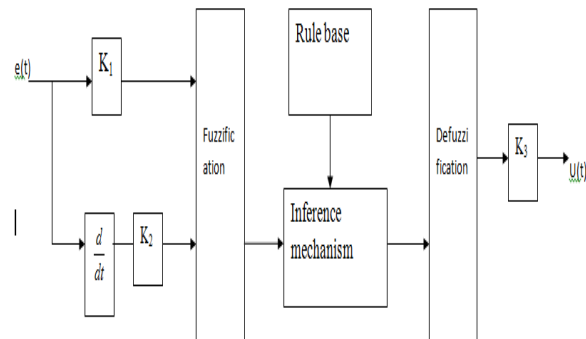 e(t)
K1
Rule base
Fuzzific
ation
Defuzzi
fication
K3
U(t)
d
dt
K2
Inference
mechanism